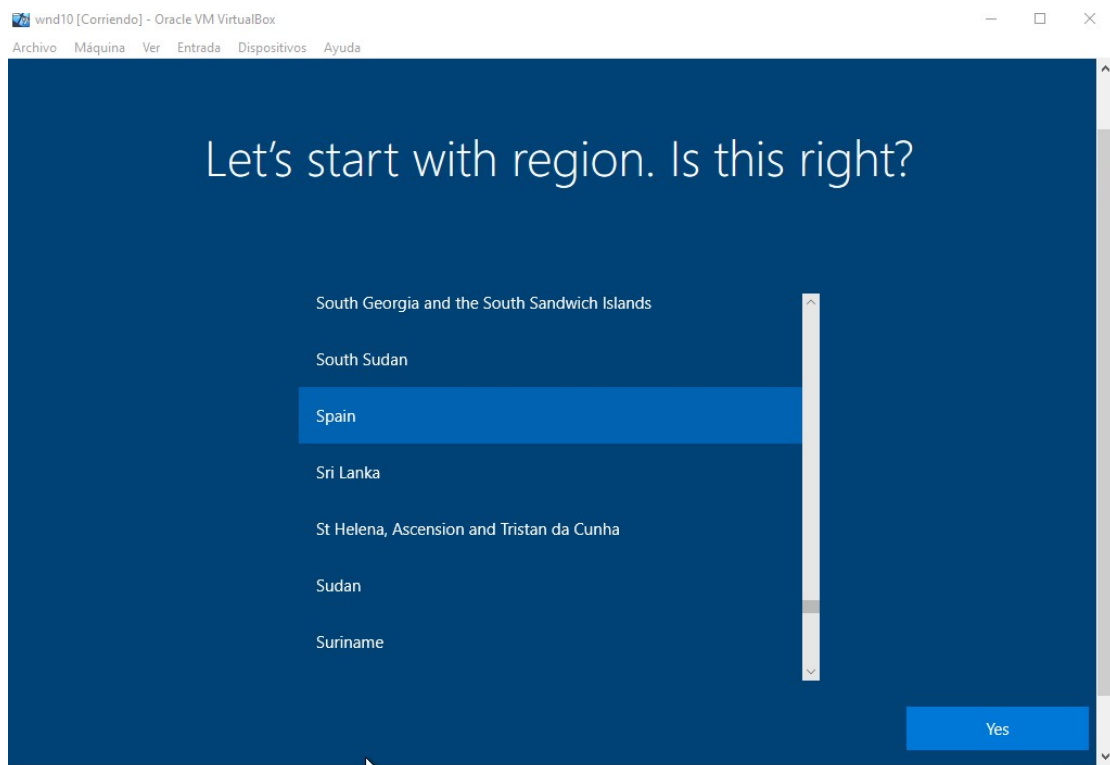 wnd10 [Corriendo] - Oracle VM VirtualBox
Archivo Máquina Ver Entrada Dispositivos Ayuda
Let's start with region. Is this right?
South Georgia and the South Sandwich Islands
South Sudan
Spain
Sri Lanka
St Helena, Ascension and Tristan da Cunha
Sudan
Suriname
Yes